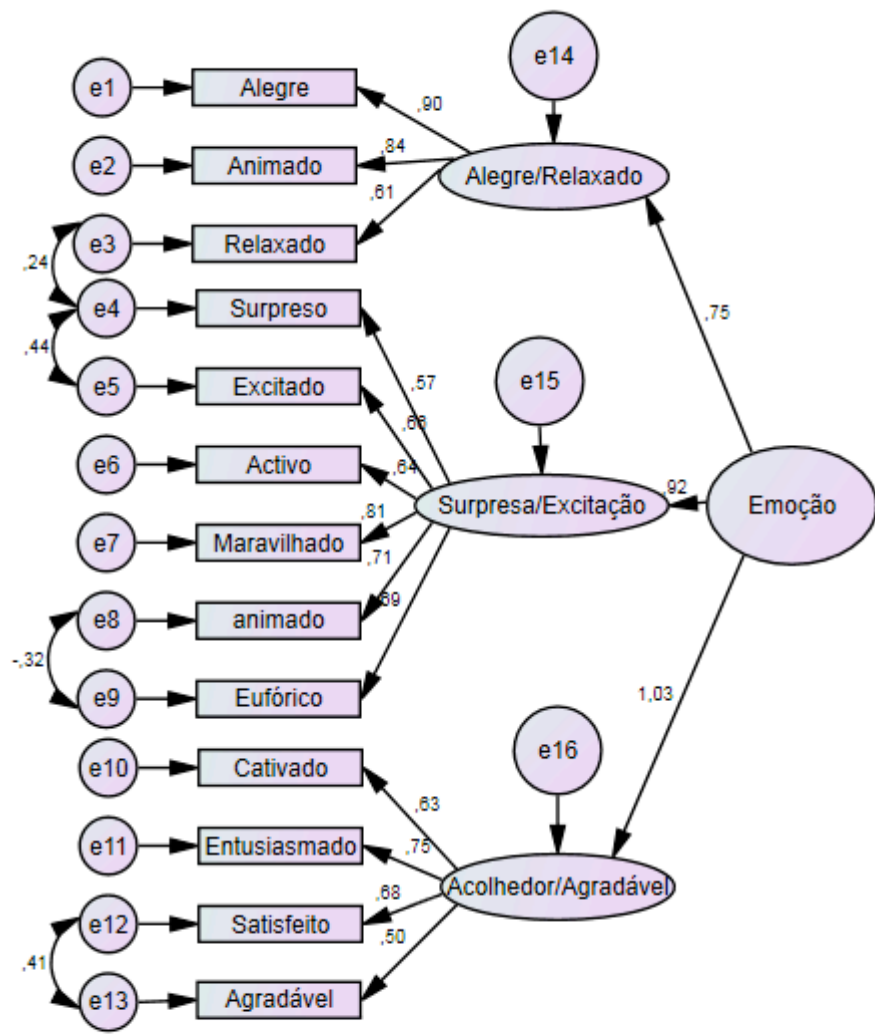 e14
e1
Alegre
,90
e2
Animado
,84
Alegre/Relaxado
,61
e3
Relaxado
,24
e4
Surpreso
,75
,44
e5
Excitado
,57
e15
,66
e6
Activo
,64
,92
Surpresa/Excitação
Emoção
,81
e7
Maravilhado
,71
e8
animado
,69
-,32
e9
Eufórico
1,03
e10
Cativado
e16
,63
e11
Entusiasmado
,75
Acolhedor/Agradável
,68
e12
Satisfeito
,50
,41
e13
Agradável